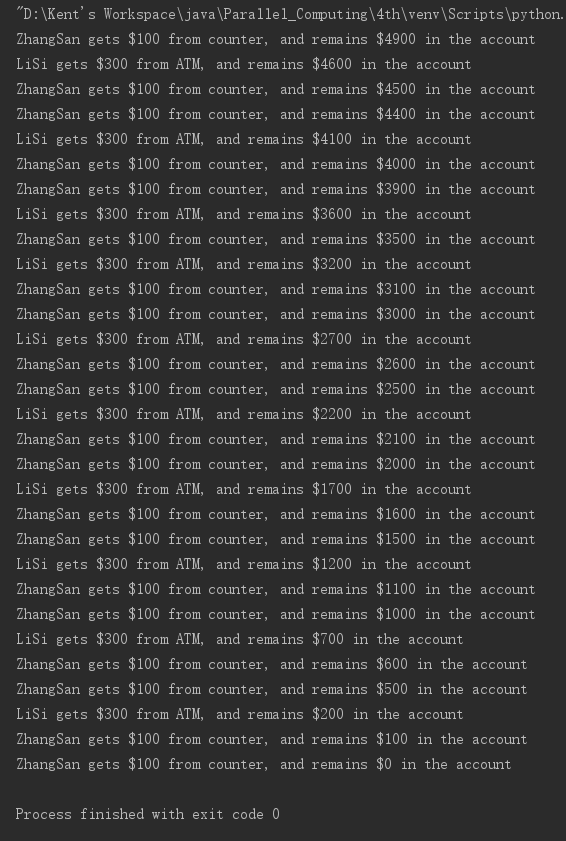 "D:\Kent's Workspace\java\Parallel_Computing\4th\venv\Scripts\python.
ZhangSan gets $100 from counter, and remains $4900 in the account
LiSi gets $300 from ATM, and remains $4600 in the account
ZhangSan gets $100 from counter, and remains $4500 in the account
ZhangSan gets $100 from counter, and remains $4400 in the account
LiSi gets $300 from ATM, and remains $4100 in the account
ZhangSan gets $100 from counter, and remains $4000 in the account
ZhangSan gets $100 from counter, and remains $3900 in the account
LiSi gets $300 from ATM, and remains $3600 in the account
ZhangSan gets $100 from counter, and remains $3500 in the account
LiSi gets $300 from ATM, and remains $3200 in the account
ZhangSan gets $100 from counter, and remains $3100 in the account
ZhangSan gets $100 from counter, and remains $3000 in the account
LiSi gets $300 from ATM, and remains $2700 in the account
ZhangSan gets $100 from counter, and remains $2600 in the account
ZhangSan gets $100 from counter, and remains $2500 in the account
LiSi gets $300 from ATM, and remains $2200 in the account
ZhangSan gets $100 from counter, and remains $2100 in the account
ZhangSan gets $100 from counter, and remains $2000 in the account
LiSi gets $300 from ATM, and remains $1700 in the account
ZhangSan gets $100 from counter, and remains $1600 in the account
ZhangSan gets $100 from counter, and remains $1500 in the account
LiSi gets $300 from ATM, and remains $1200 in the account
ZhangSan gets $100 from counter, and remains $1100 in the account
ZhangSan gets $100 from counter, and remains $1000 in the account
LiSi gets $300 from ATM, and remains $700 in the account
ZhangSan gets $100 from counter, and remains $600 in the account
ZhangSan gets $100 from counter, and remains $500 in the account
LiSi gets $300 from ATM, and remains $200 in the account
ZhangSan gets $100 from counter, and remains $100 in the account
ZhangSan gets $100 from counter, and remains $0 in the account
Process finished with exit code 0